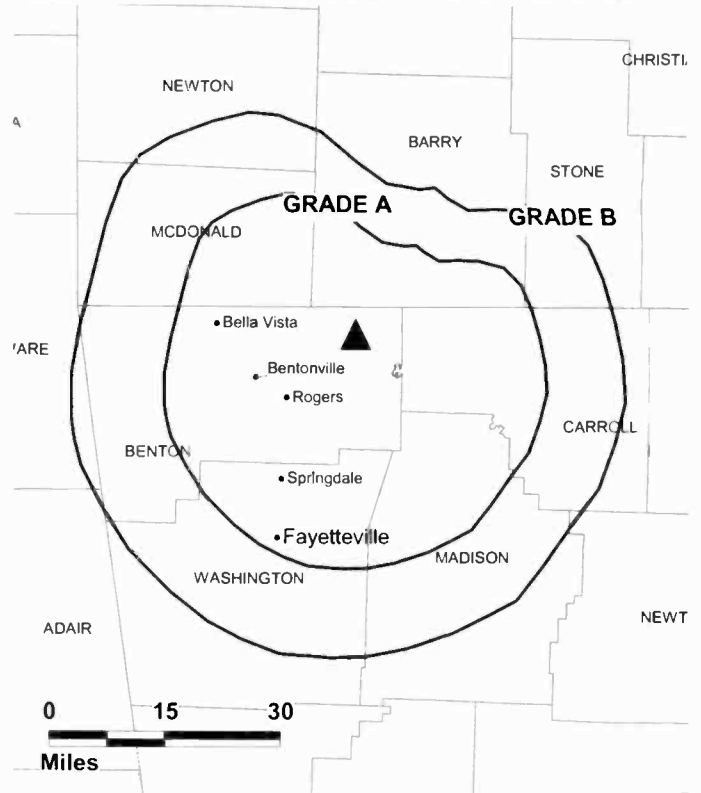 CHRISTI
NEWTON
A
BARRY
STONE
GRADE A
GRADE B
MCDONALD
Bella Vista
'ARE
Bentonville
Rogers
CARROLL
BENTON
Springdale
Fayetteville
MADISON
WASHINGTON
NEWT
ADAIR
0 15 30
Miles